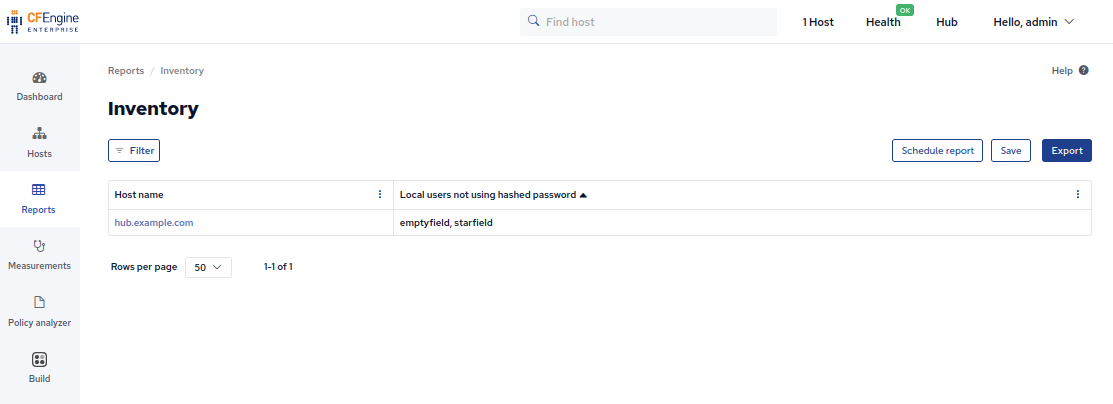 CFEngine
ENTERPRISE
Find host
1 Host
Health
OK
Hub
Hello, admin
Dashboard
Hosts
Reports
Measurements
Policy analyzer
Build
Reports / Inventory
Help ?
Inventory
Filter
Schedule report
Save
Export
Host name
Local users not using hashed password
hub.example.com
emptyfield, starfield
Rows per page
50
1-1 of 1